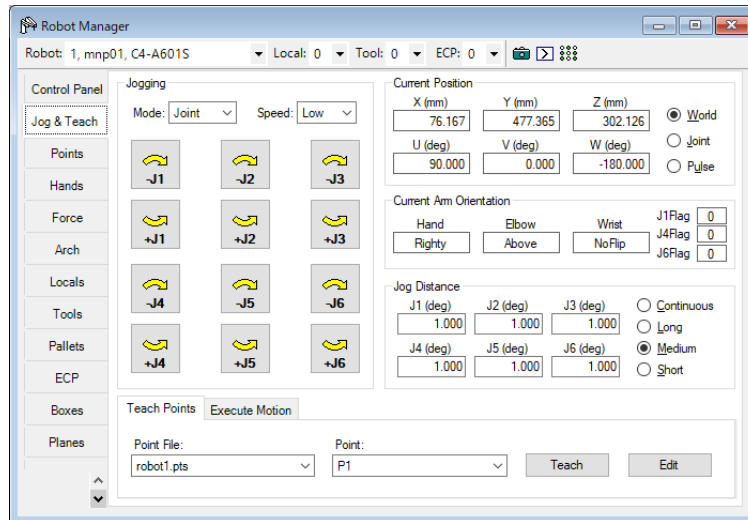 Robot Manager
Robot: 1, mnp01, C4-A601S Local: 0 Tool: 0 ECP: 0
Control Panel
Jog & Teach
Points
Hands
Force
Arch
Locals
Tools
Pallets
ECP
Boxes
Planes
Jogging
Mode: Joint Speed: Low
-J1 -J2 -J3
+J1 +J2 +J3
-J4 -J5 -J6
+J4 +J5 +J6
Current Position
X (mm) Y (mm) Z (mm)
76.167 477.365 302.126
U (deg) V (deg) W (deg)
90.000 0.000 -180.000
World
Joint
Pulse
Current Arm Orientation
Hand Elbow Wrist
Righty Above NoFlip
J1Flag 0
J4Flag 0
J6Flag 0
Jog Distance
J1 (deg) J2 (deg) J3 (deg)
1.000 1.000 1.000
J4 (deg) J5 (deg) J6 (deg)
1.000 1.000 1.000
Continuous
Long
Medium
Short
Teach Points Execute Motion
Point File: Point:
robot1.pts P1 Teach Edit